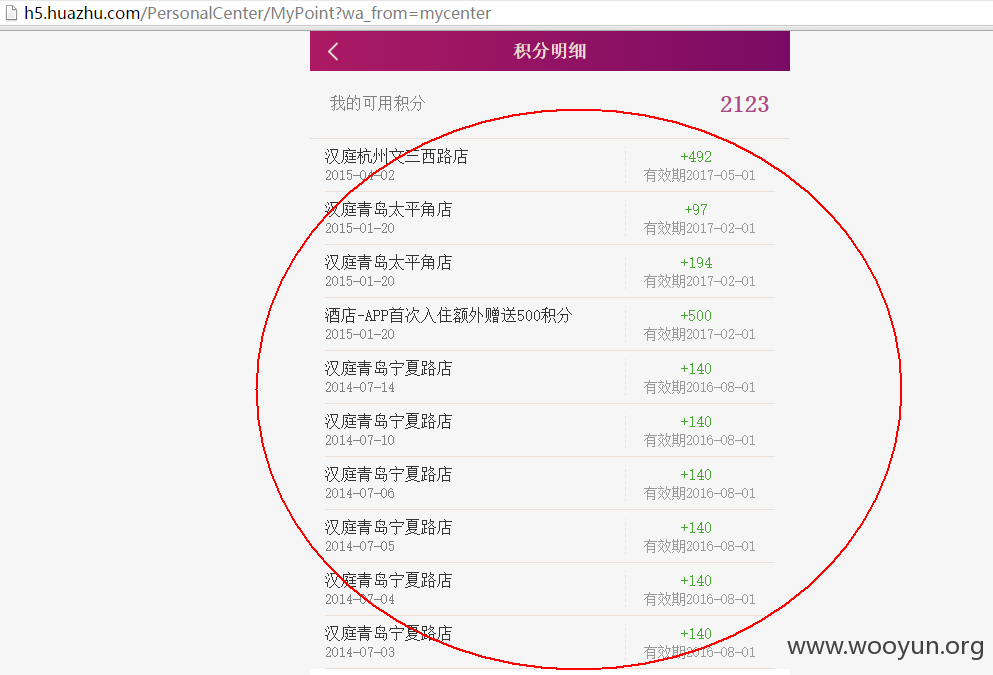 h5.huazhu.com/PersonalCenter/MyPoint?wa_from=mycenter
积分明细
我的可用积分 2123
汉庭杭州文三西路店 +492
2015-04-02 有效期2017-05-01
汉庭青岛太平角店 +97
2015-01-20 有效期2017-02-01
汉庭青岛太平角店 +194
2015-01-20 有效期2017-02-01
酒店-APP首次入住额外赠送500积分 +500
2015-01-20 有效期2017-02-01
汉庭青岛宁夏路店 +140
2014-07-14 有效期2016-08-01
汉庭青岛宁夏路店 +140
2014-07-10 有效期2016-08-01
汉庭青岛宁夏路店 +140
2014-07-06 有效期2016-08-01
汉庭青岛宁夏路店 +140
2014-07-05 有效期2016-08-01
汉庭青岛宁夏路店 +140
2014-07-04 有效期2016-08-01
汉庭青岛宁夏路店 +140
2014-07-03 有效期2016-08-01
www.wooyun.org